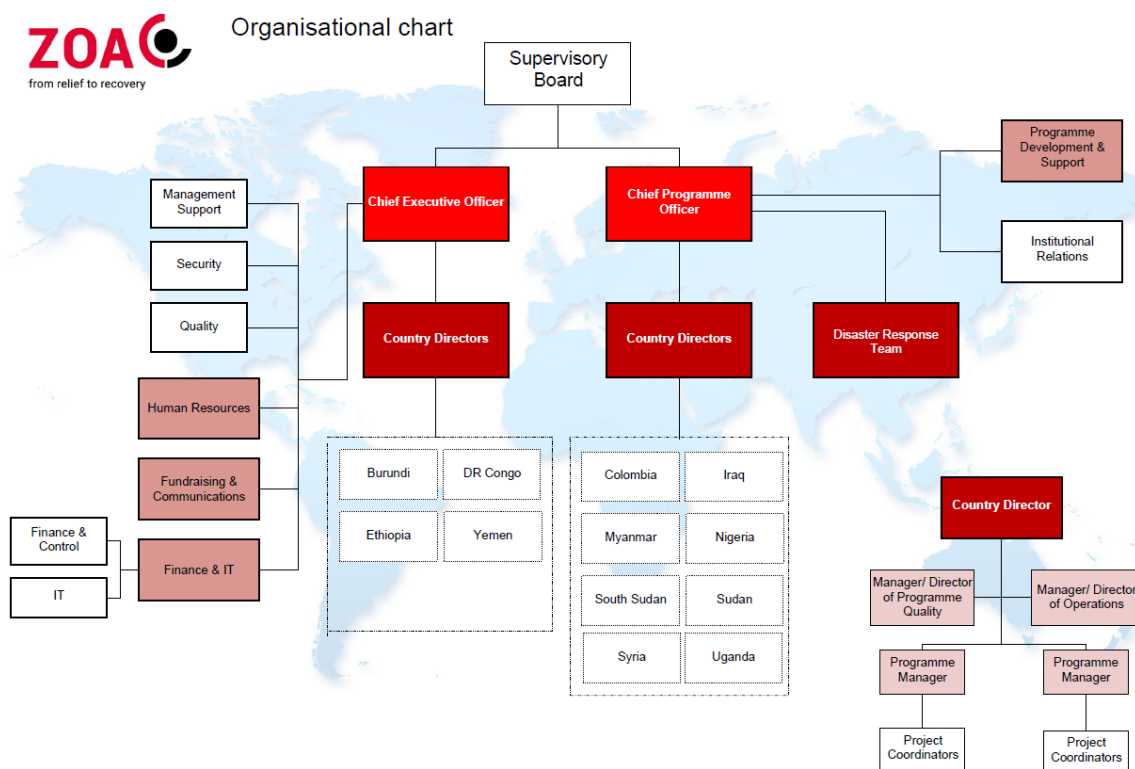 ZOA
from relief to recovery
Organisational chart
Supervisory
Board
Chief Executive Officer
Chief Programme
Officer
Programme
Development &
Support
Institutional
Relations
Management
Support
Security
Quality
Human Resources
Fundraising &
Communications
Finance & IT
Finance &
Control
IT
Country Directors
Country Directors
Disaster Response
Team
Burundi
DR Congo
Ethiopia
Yemen
Colombia
Iraq
Myanmar
Nigeria
South Sudan
Sudan
Syria
Uganda
Country Director
Manager/ Director
of Programme
Quality
Manager/ Director
of Operations
Programme
Manager
Programme
Manager
Project
Coordinators
Project
Coordinators